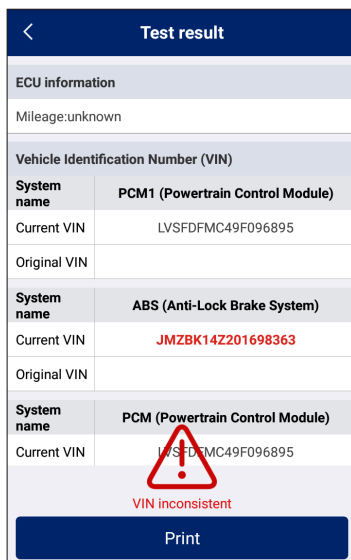 Test result
ECU information
Mileage:unknown
Vehicle Identification Number (VIN)
System name PCM1 (Powertrain Control Module)
Current VIN LVSFDFMC49F096895
Original VIN
System name ABS (Anti-Lock Brake System)
Current VIN JMZBK14Z201698363
Original VIN
System name PCM (Powertrain Control Module)
Current VIN LVSFDFMC49F096895
VIN inconsistent
Print